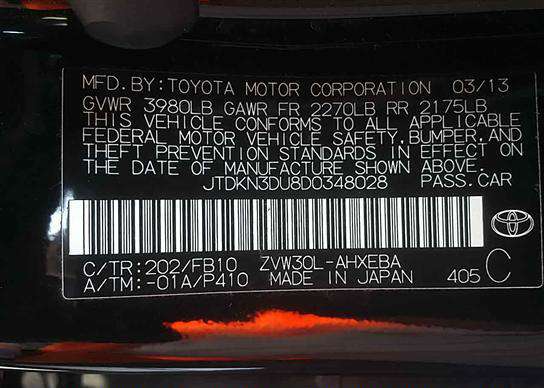 MFD. BY: TOYOTA MOTOR CORPORATION 03/13
GVWR 3980LB GAWR FR 2270LB RR 2175LB
THIS VEHICLE CONFORMS TO ALL APPLICABLE
FEDERAL MOTOR VEHICLE SAFETY, BUMPER, AND
THEFT PREVENTION STANDARDS IN EFFECT ON
THE DATE OF MANUFACTURE SHOWN ABOVE.
JTDKN3DU8D0348028 PASS. CAR
C/TR: 202/FB10 ZVW30L-AHXEBA
A/TM: -01A/P410 MADE IN JAPAN 405 C